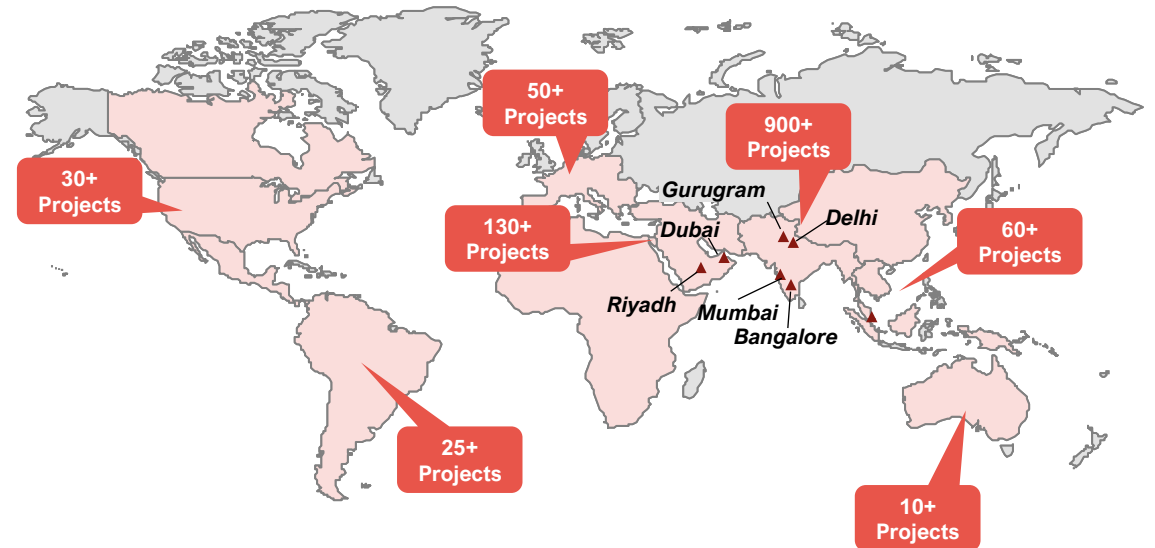 50+
Projects
900+
Projects
30+
Projects
Gurugram
130+
Projects
Dubai
Delhi
60+
Projects
Riyadh
Mumbai
Bangalore
25+
Projects
10+
Projects